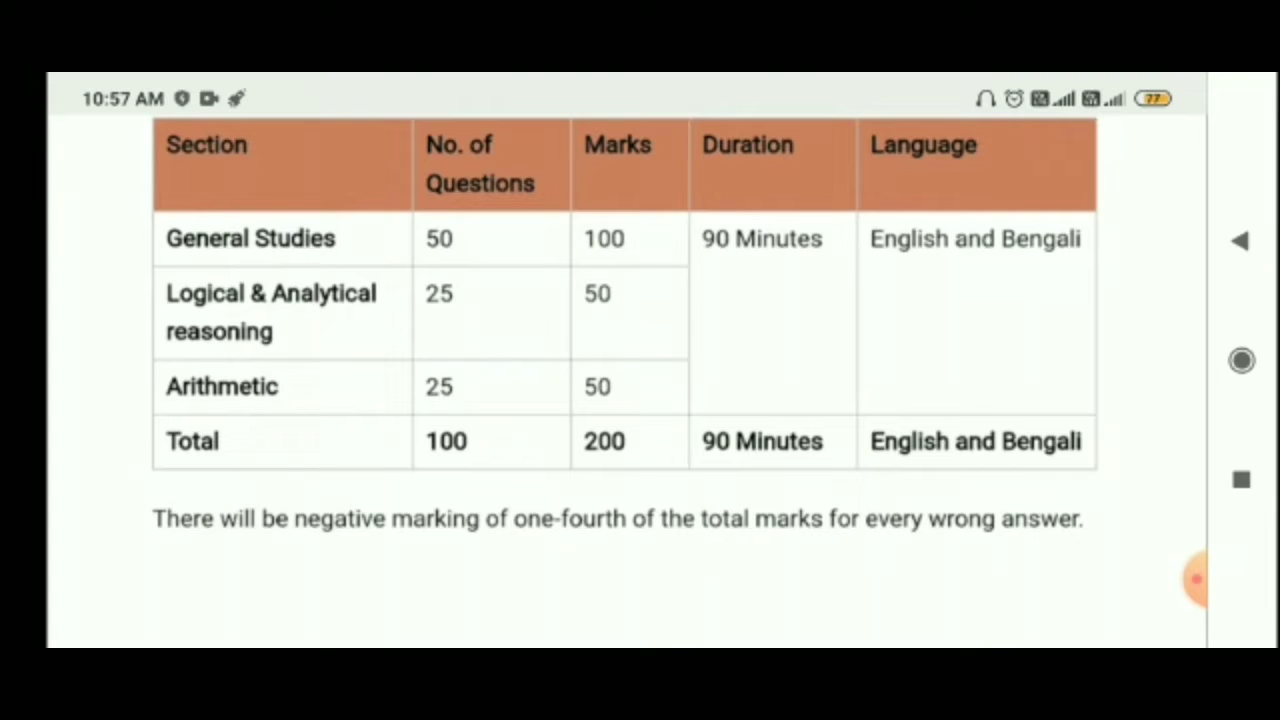 10:57 AM
77
Section No. of Questions Marks Duration Language
General Studies 50 100 90 Minutes English and Bengali
Logical & Analytical reasoning 25 50
Arithmetic 25 50
Total 100 200 90 Minutes English and Bengali
There will be negative marking of one-fourth of the total marks for every wrong answer.